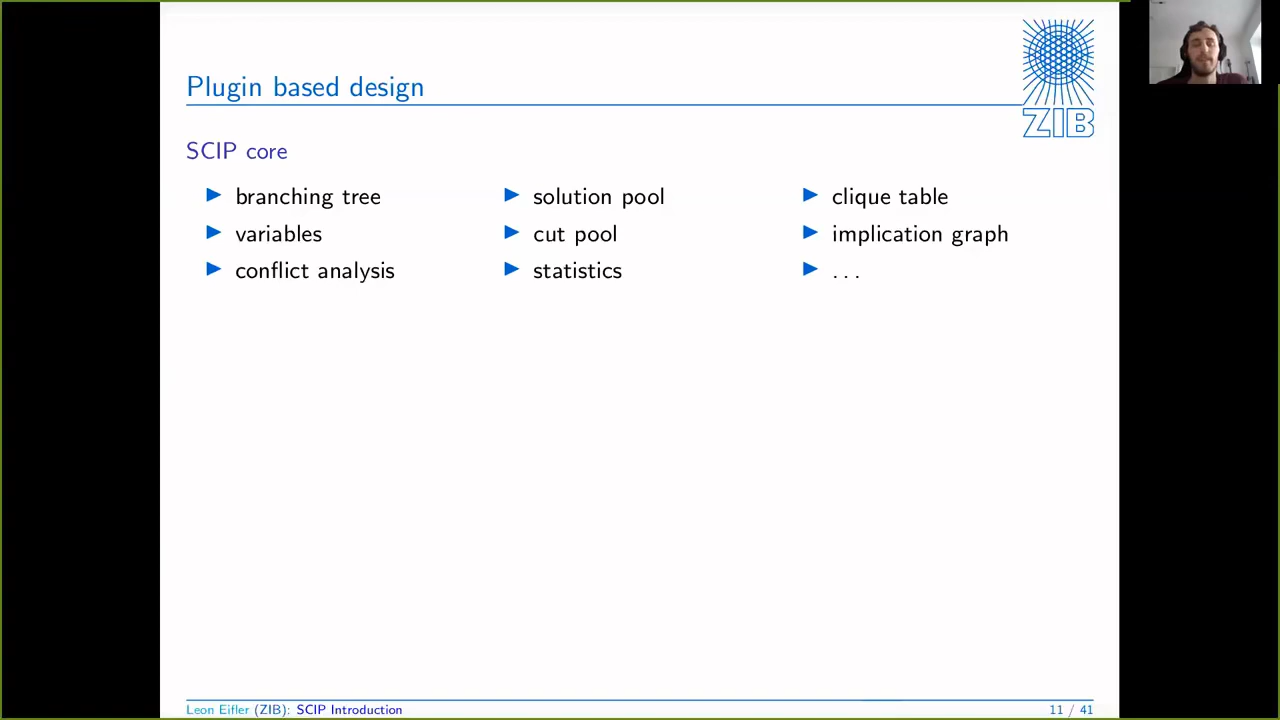 Plugin based design
ZIB
SCIP core
▶ branching tree
▶ variables
▶ conflict analysis
▶ solution pool
▶ cut pool
▶ statistics
▶ clique table
▶ implication graph
▶ . . .
Leon Eifler (ZIB): SCIP Introduction
11 / 41